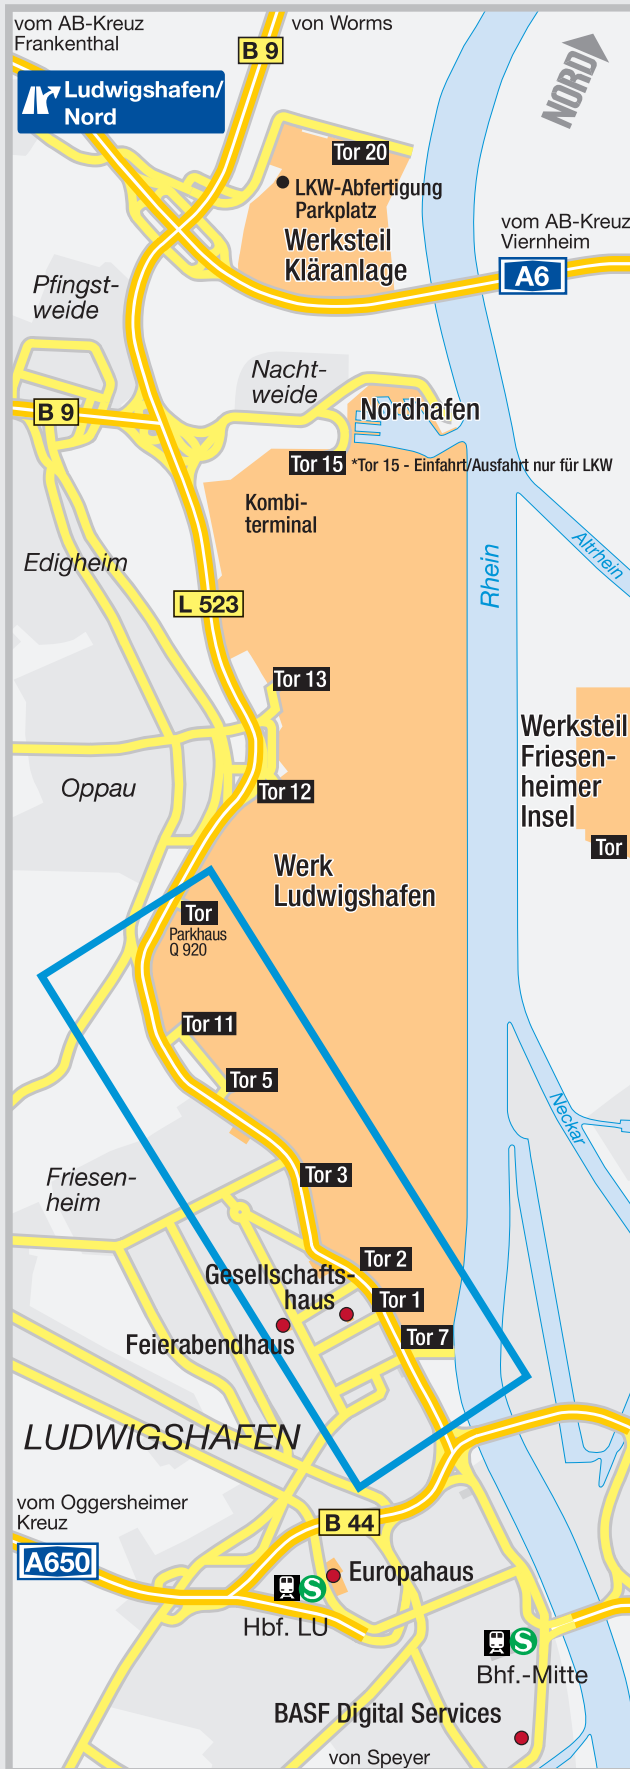 vom AB-Kreuz
Frankenthal
von Worms
B 9
NORD
Ludwigshafen/
Nord
Tor 20
LKW-Abfertigung
Parkplatz
Werksteil
Kläranlage
vom AB-Kreuz
Viernheim
A6
Pfingst-
weide
Nacht-
weide
B 9
Nordhafen
Tor 15
*Tor 15 - Einfahrt/Ausfahrt nur für LKW
Kombi-
terminal
Edigheim
Rhein
Altrhein
L 523
Tor 13
Werksteil
Friesen-
heimer
Insel
Tor
Oppau
Tor 12
Werk
Ludwigshafen
Tor
Parkhaus
Q 920
Tor 11
Tor 5
Neckar
Friesen-
heim
Tor 3
Tor 2
Gesellschafts-
haus
Tor 1
Feierabendhaus
Tor 7
LUDWIGSHAFEN
vom Oggersheimer
Kreuz
B 44
A650
Europahaus
S
Hbf. LU
S
Bhf.-Mitte
BASF Digital Services
von Speyer